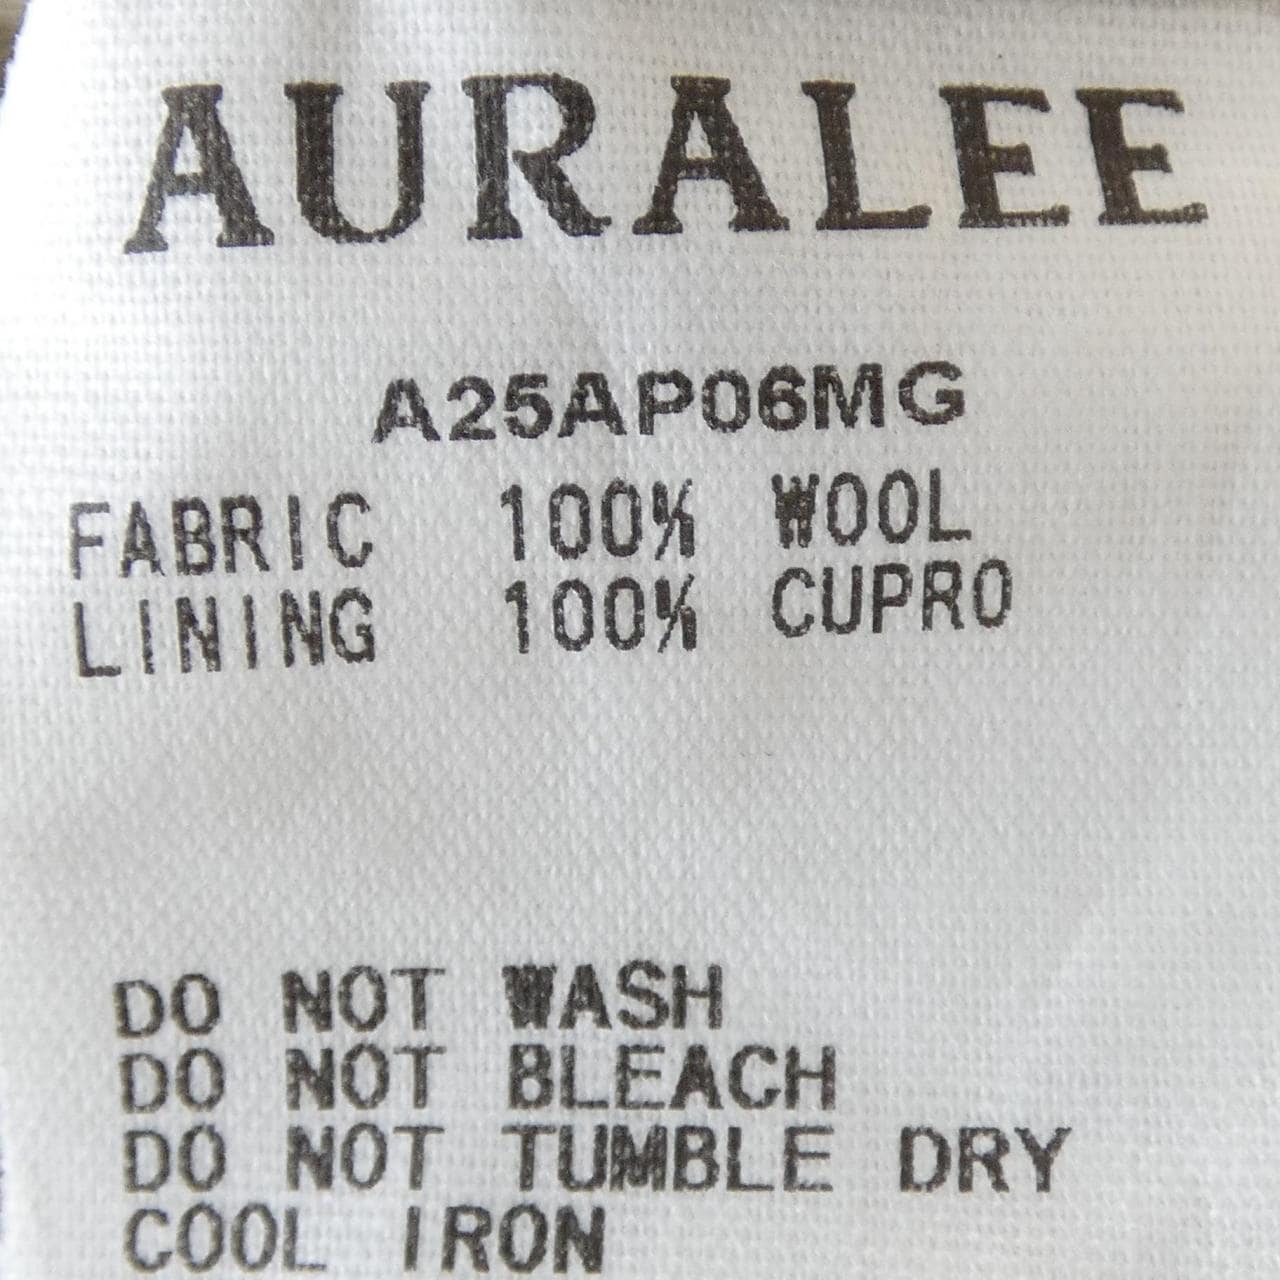 AURALEE
A25AP06MG
FABRIC 100% WOOL
LINING 100% CUPRO
DO NOT WASH
DO NOT BLEACH
DO NOT TUMBLE DRY
COOL IRON